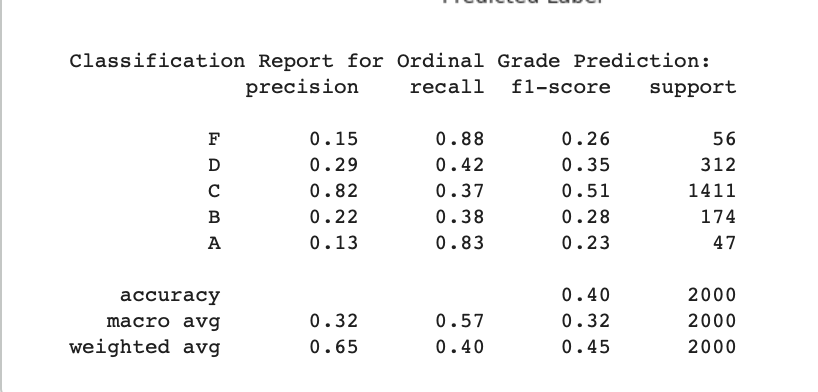 Classification Report for Ordinal Grade Prediction:
precision recall f1-score support
F 0.15 0.88 0.26 56
D 0.29 0.42 0.35 312
C 0.82 0.37 0.51 1411
B 0.22 0.38 0.28 174
A 0.13 0.83 0.23 47
accuracy 0.40 2000
macro avg 0.32 0.57 0.32 2000
weighted avg 0.65 0.40 0.45 2000